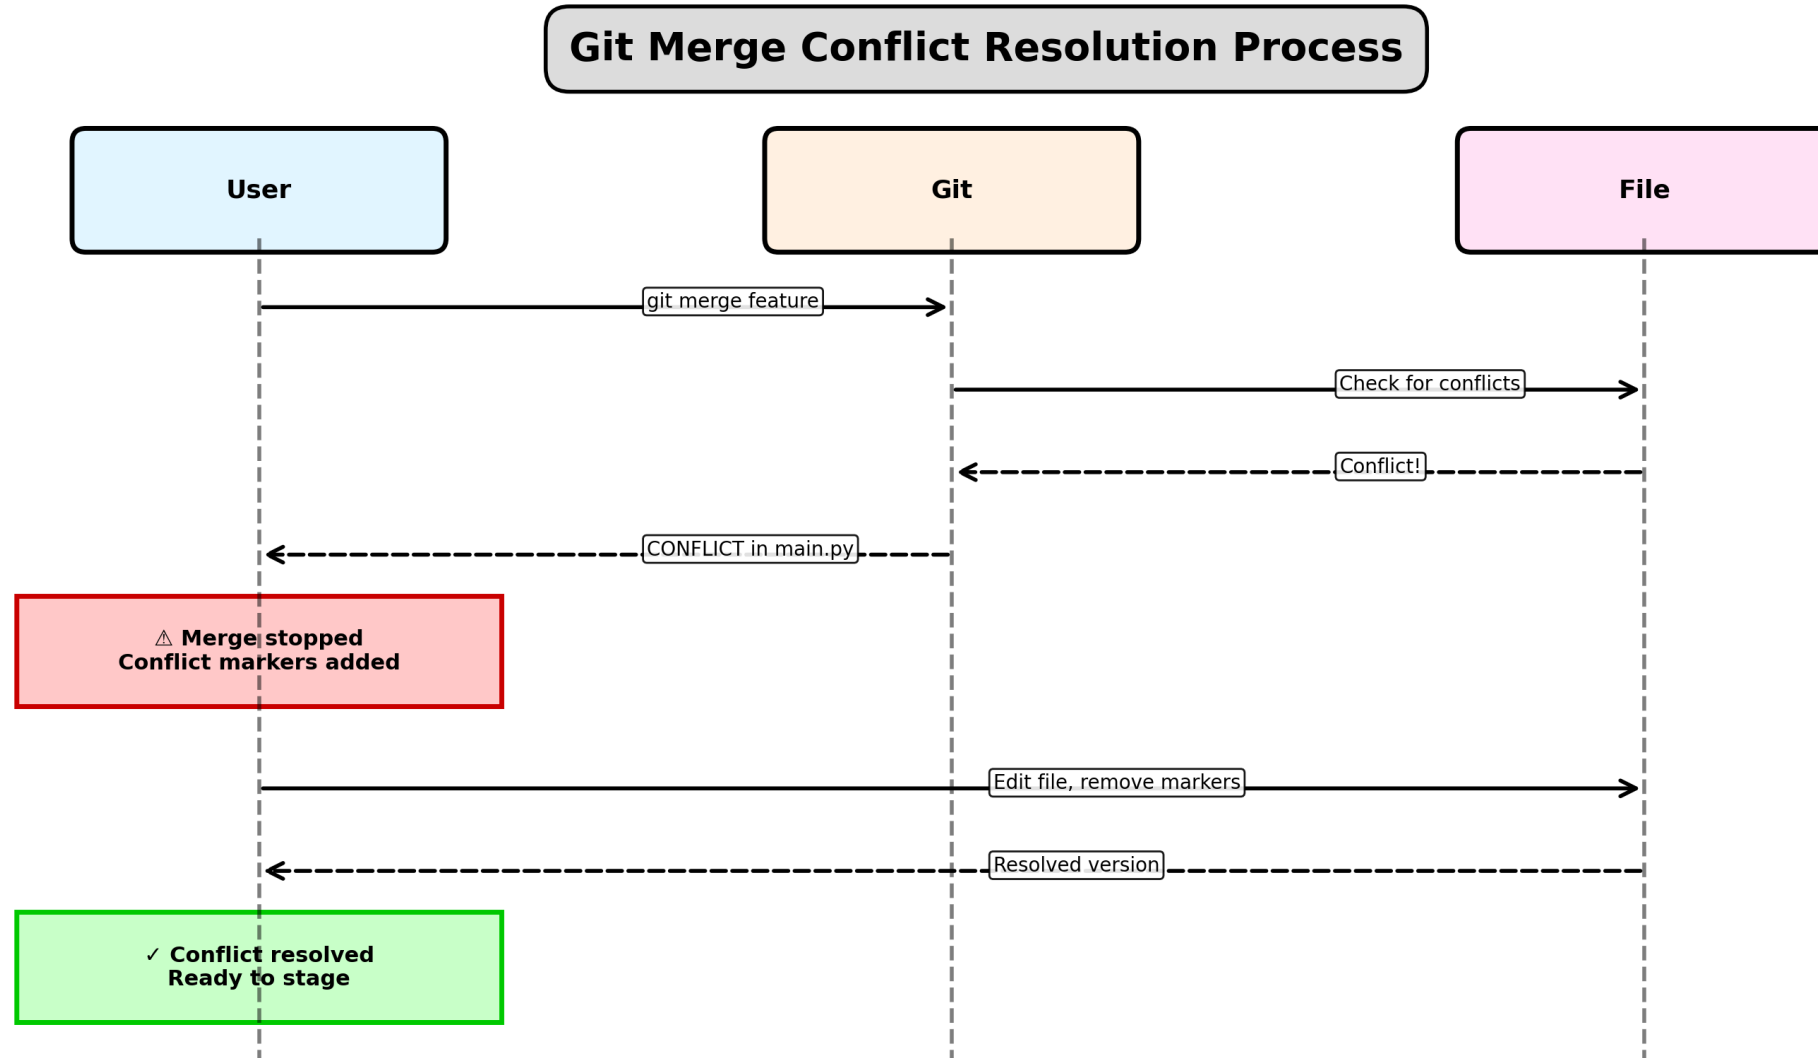 Git Merge Conflict Resolution Process
User
Git
File
git merge feature
Check for conflicts
Conflict!
CONFLICT in main.py
⚠ Merge stopped
Conflict markers added
Edit file, remove markers
Resolved version
✓ Conflict resolved
Ready to stage